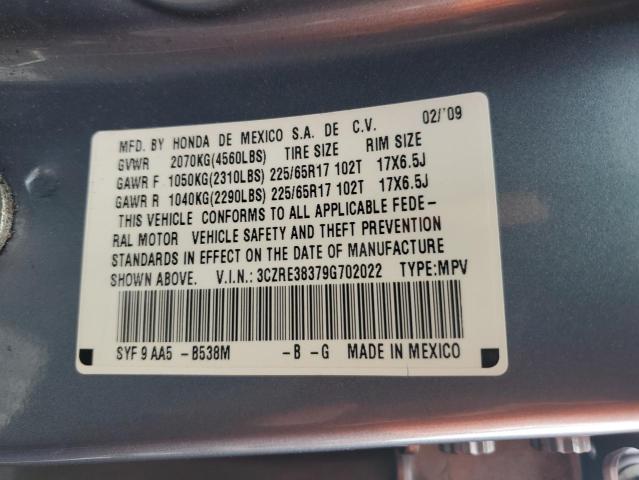 MFD. BY HONDA DE MEXICO S.A. DE C.V. 02/'09
GVWR 2070KG(4560LBS) TIRE SIZE RIM SIZE
GAWR F 1050KG(2310LBS) 225/65R17 102T 17X6.5J
GAWR R 1040KG(2290LBS) 225/65R17 102T 17X6.5J
THIS VEHICLE CONFORMS TO ALL APPLICABLE FEDE-
RAL MOTOR VEHICLE SAFETY AND THEFT PREVENTION
STANDARDS IN EFFECT ON THE DATE OF MANUFACTURE
SHOWN ABOVE. V.I.N.: 3CZRE38379G702022 TYPE:MPV
SYF 9 AA5 -B538M -B -G MADE IN MEXICO